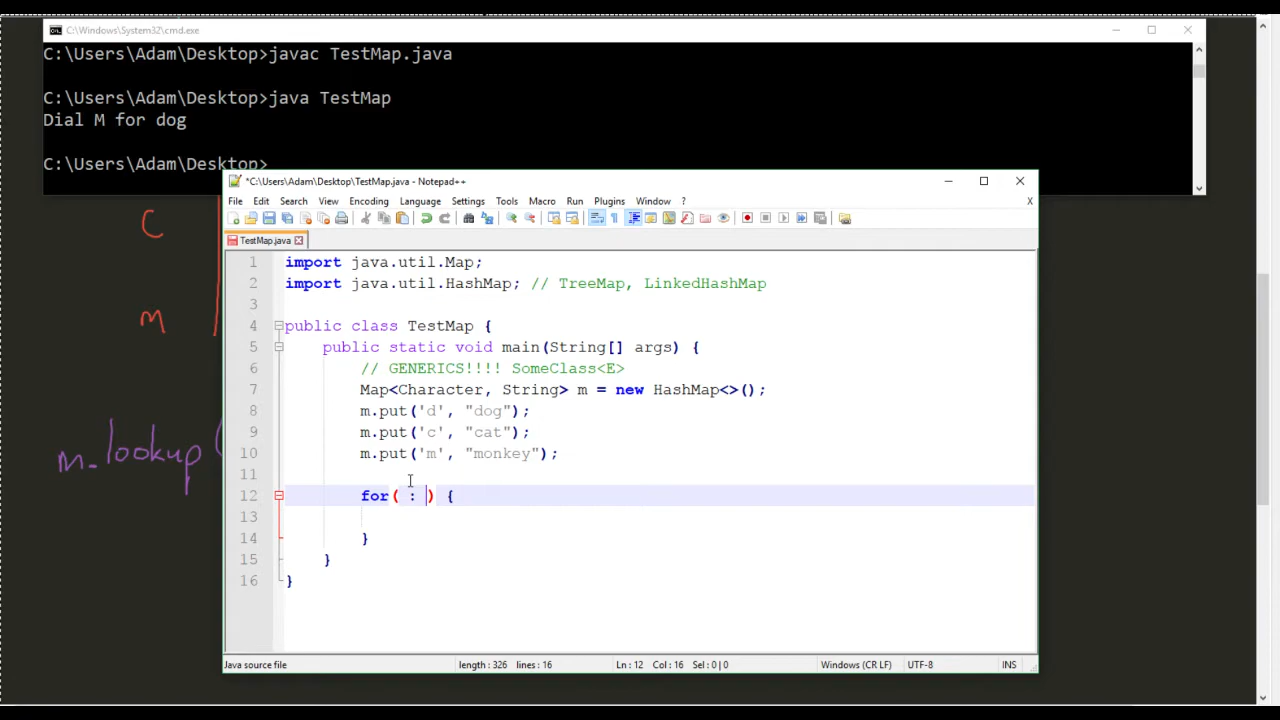 C:\Windows\System32\cmd.exe
C:\Users\Adam\Desktop>javac TestMap.java
C:\Users\Adam\Desktop>java TestMap
Dial M for dog
C:\Users\Adam\Desktop>
*C:\Users\Adam\Desktop\TestMap.java - Notepad++
File Edit Search View Encoding Language Settings Tools Macro Run Plugins Window ? X
TestMap.java
1 import java.util.Map;
2 import java.util.HashMap; // TreeMap, LinkedHashMap
3
4 public class TestMap {
5 public static void main(String[] args) {
6 // GENERICS!!!! SomeClass<E>
7 Map<Character, String> m = new HashMap<>();
8 m.put('d', "dog");
9 m.put('c', "cat");
10 m.put('m', "monkey");
11
12 for( : ) {
13
14 }
15 }
16 }
c
m
m.lookup(
Java source file length : 326 lines : 16 Ln : 12 Col : 16 Sel : 0 | 0 Windows (CR LF) UTF-8 INS